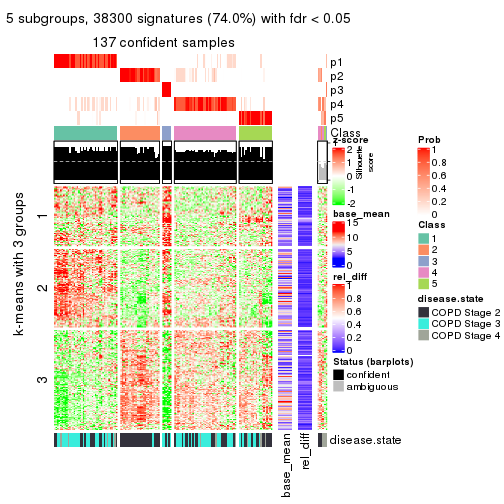 5 subgroups, 38300 signatures (74.0%) with fdr < 0.05
137 confident samples
p1
p2
p3
p4
p5
Class
z-score
2
1
0
-1
-2
Silhouette
score
base_mean
15
10
5
0
rel_diff
1
0.8
0.6
0.4
0.2
0
Status (barplots)
confident
ambiguous
Prob
1
0.8
0.6
0.4
0.2
0
Class
1
2
3
4
5
disease.state
COPD Stage 2
COPD Stage 3
COPD Stage 4
k-means with 3 groups
1
2
3
base_mean
rel_diff
disease.state